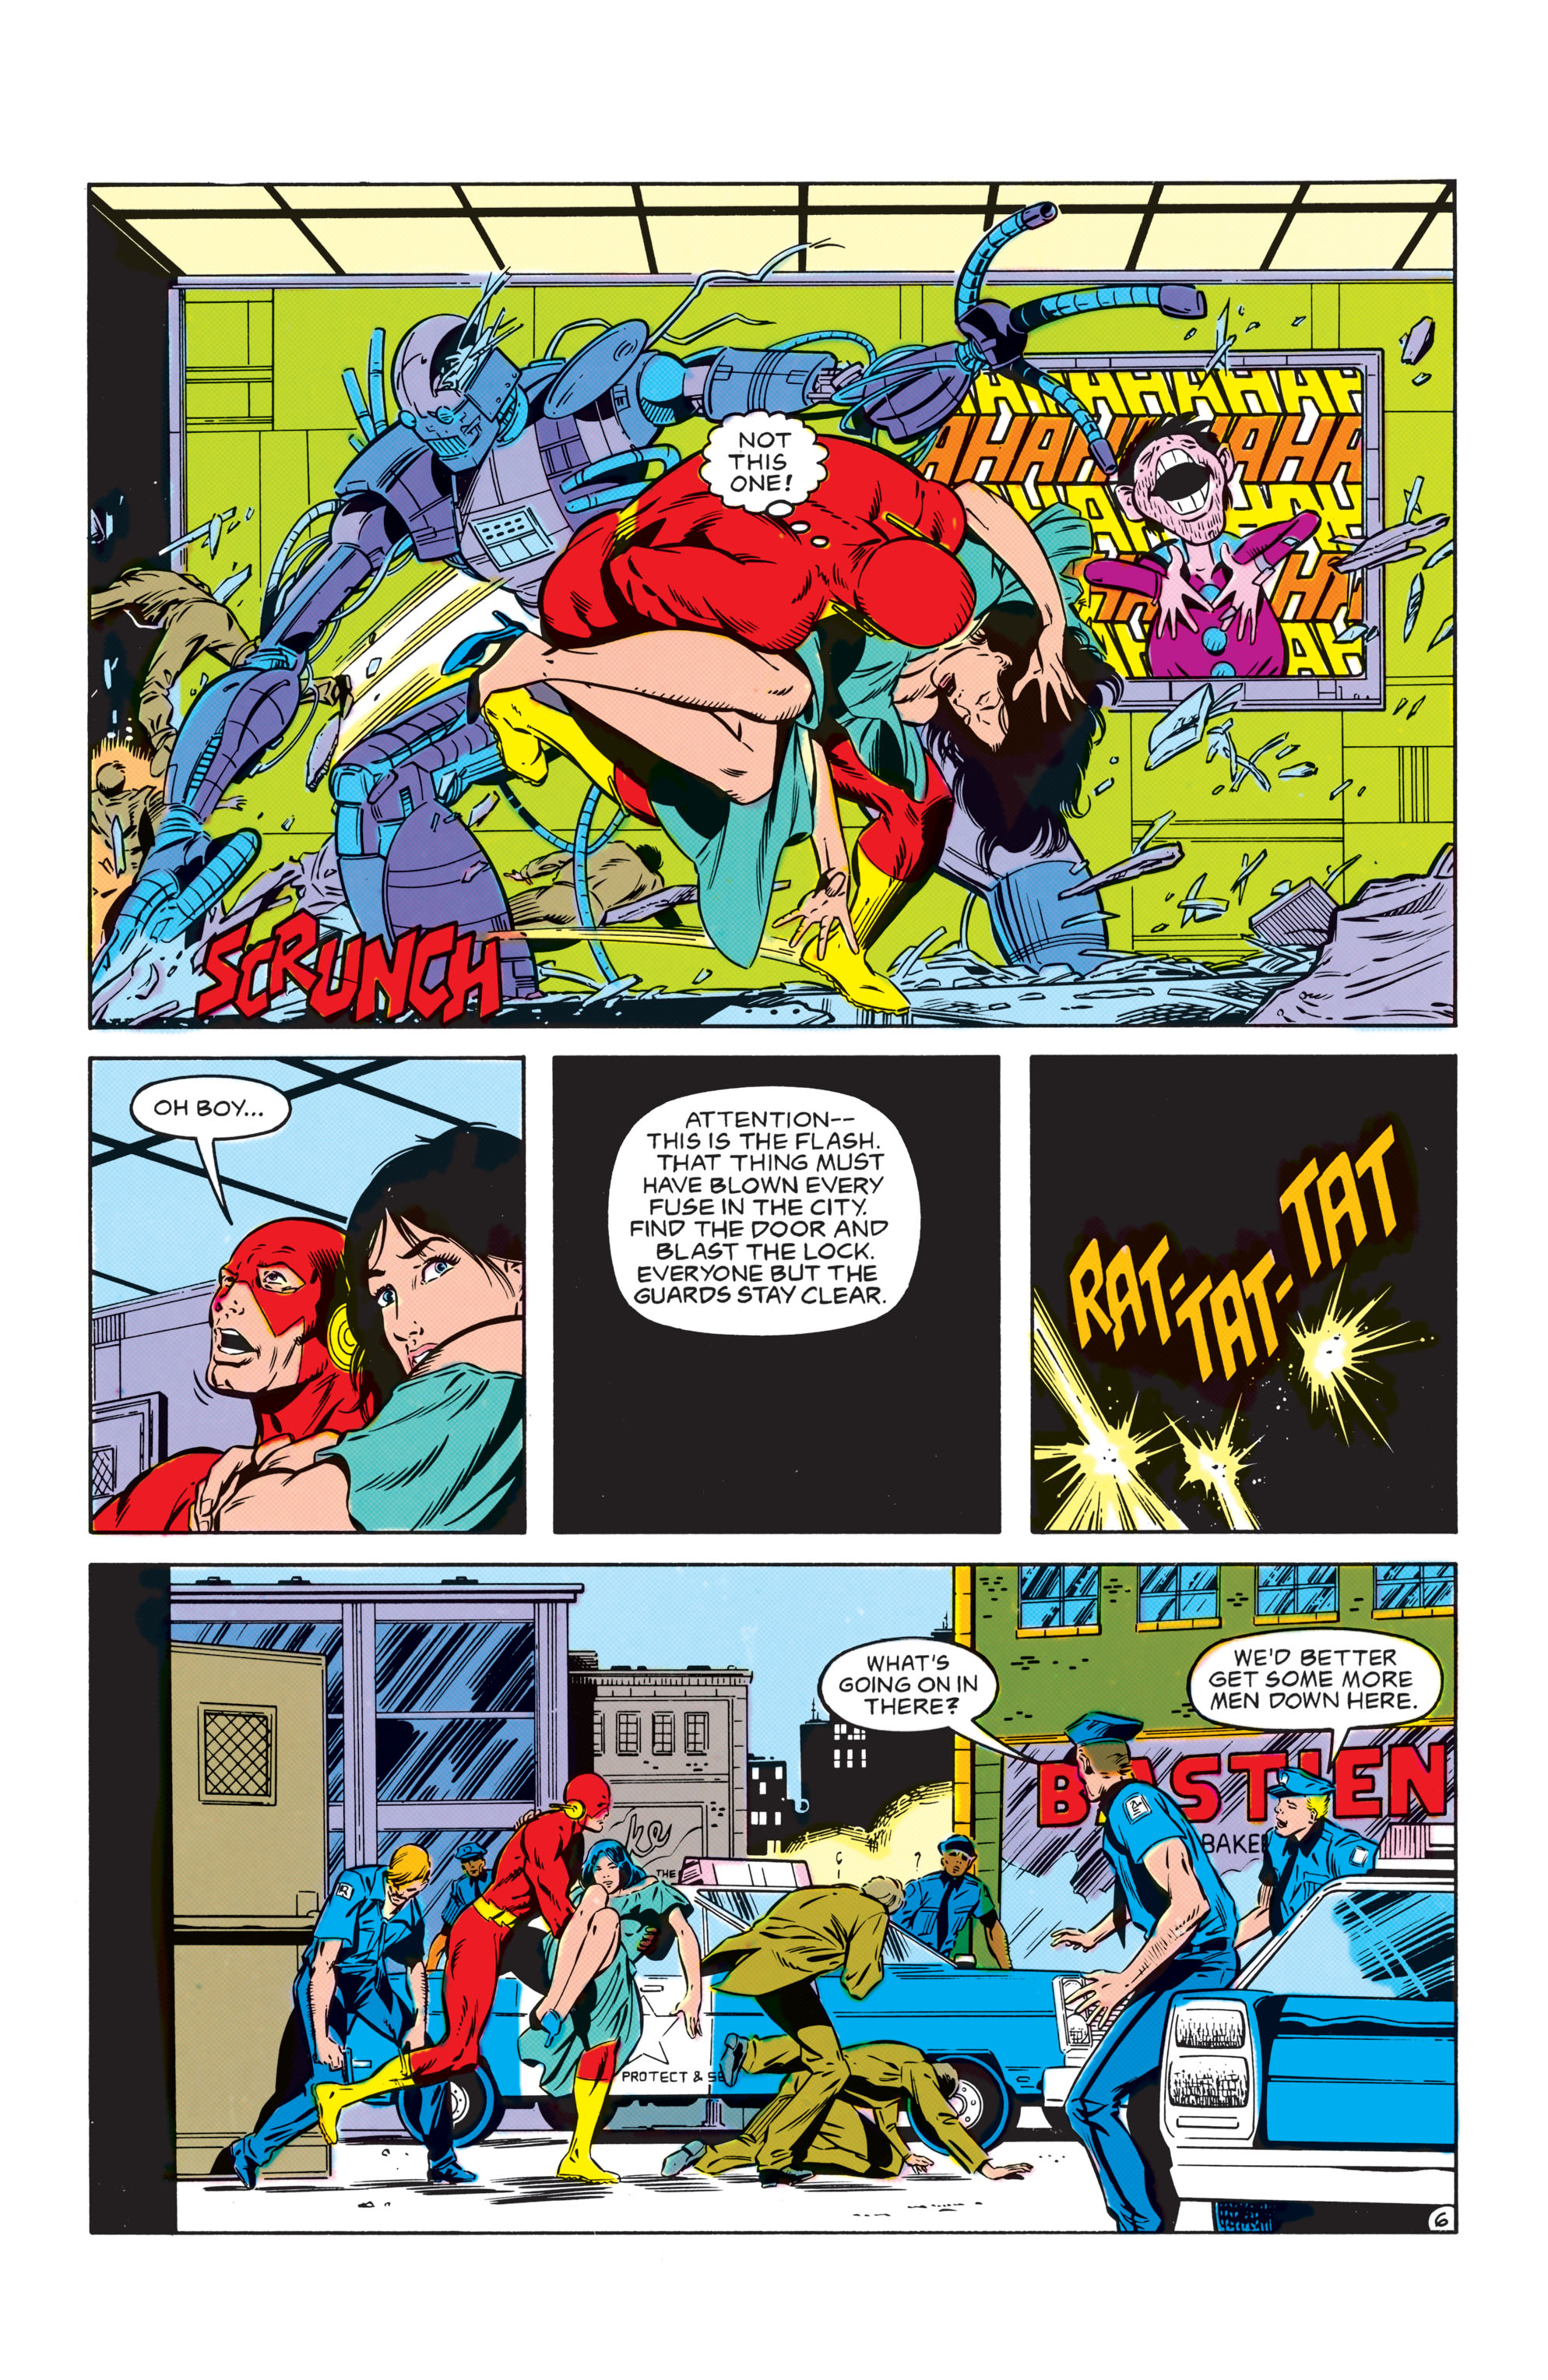 NOT
THIS
ONE!
HAHAHAHAHAH
AHAHAHAHAHA
SCRUNCH
OH BOY...
ATTENTION--
THIS IS THE FLASH.
THAT THING MUST
HAVE BLOWN EVERY
FUSE IN THE CITY.
FIND THE DOOR AND
BLAST THE LOCK.
EVERYONE BUT THE
GUARDS STAY CLEAR.
RAT-
TAT-
TAT
WHAT'S
GOING ON IN
THERE?
WE'D BETTER
GET SOME MORE
MEN DOWN HERE.
BASTIEN
BAKE
THE
?
PROTECT & SE
6